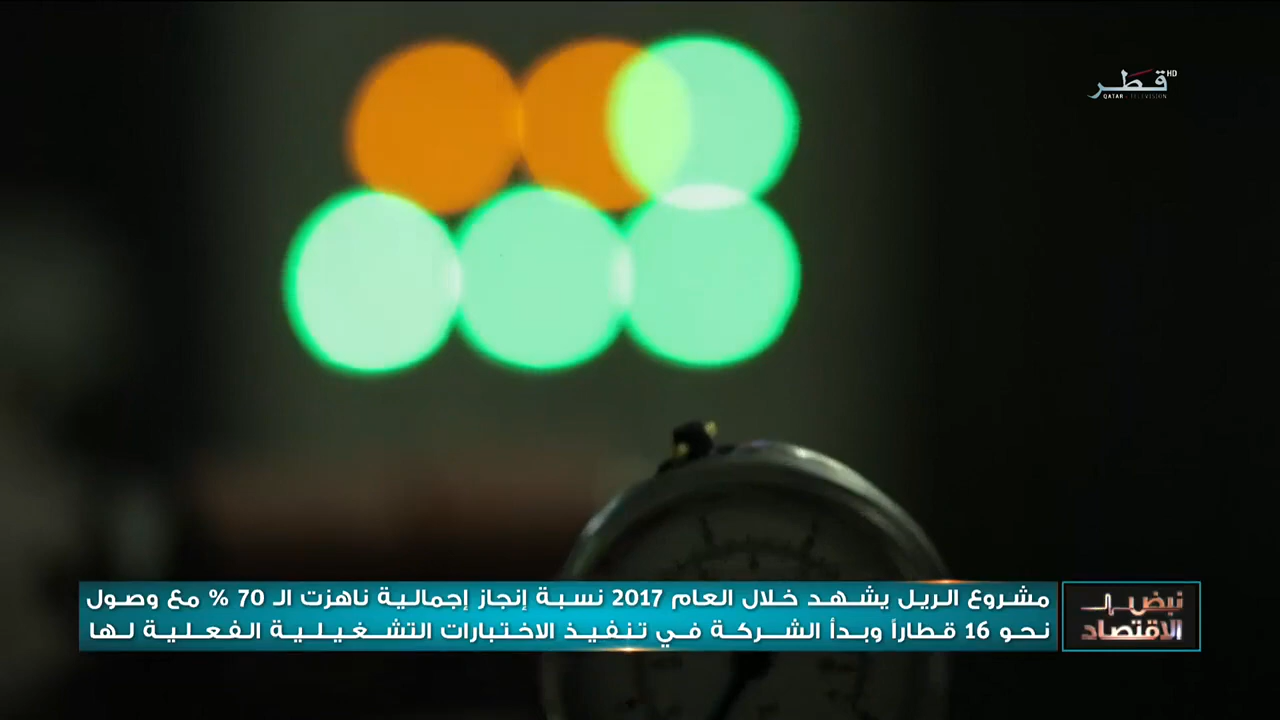 قطر HD
QATAR TELEVISION
مشروع الريل يشهد خلال العام 2017 نسبة إنجاز إجمالية ناهزت الـ 70 % مع وصول
نحو 16 قطاراً وبدأ الشركة في تنفيذ الاختبارات التشغيلية الفعلية لها
نبض
الاقتصاد